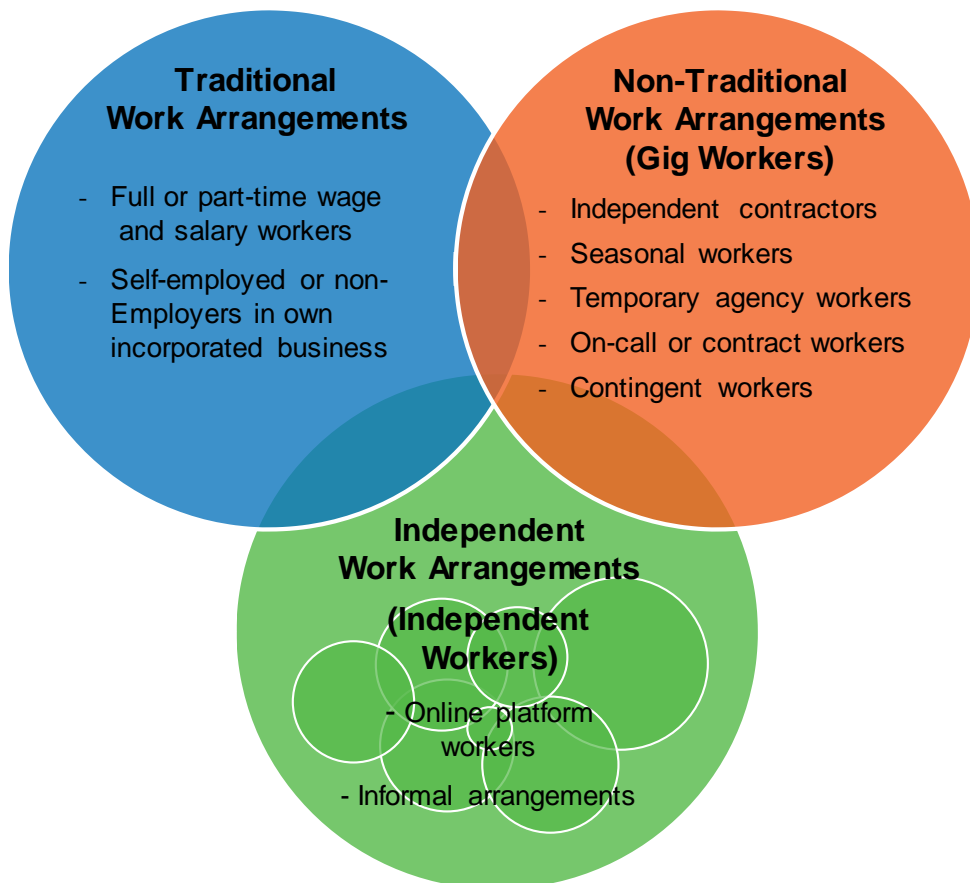 Traditional
Work Arrangements
- Full or part-time wage
and salary workers
- Self-employed or non-
Employers in own
incorporated business
Non-Traditional
Work Arrangements
(Gig Workers)
- Independent contractors
- Seasonal workers
- Temporary agency workers
- On-call or contract workers
- Contingent workers
Independent
Work Arrangements
(Independent
Workers)
- Online platform
workers
- Informal arrangements